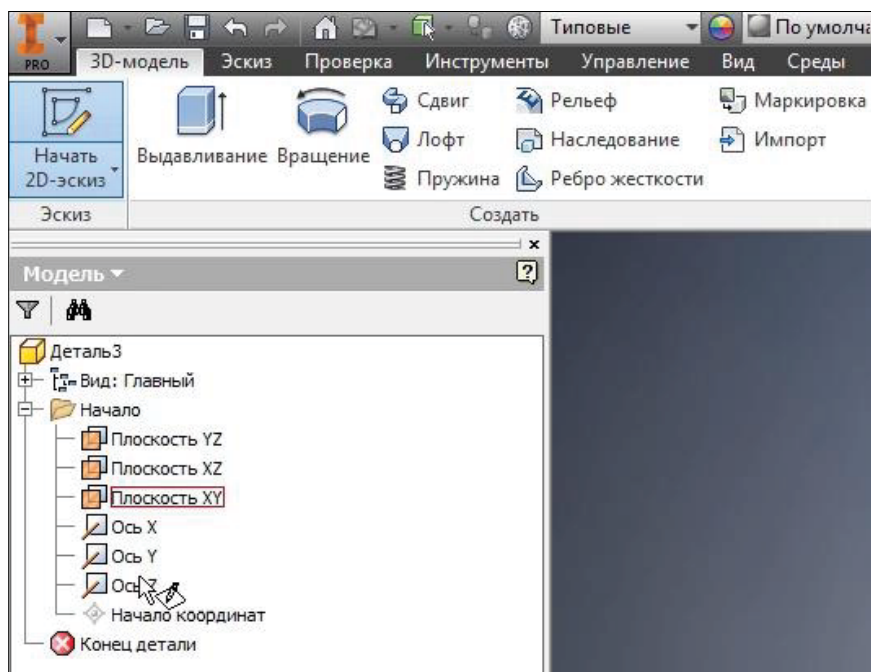 Типовые
По умолча
PRO
3D-модель Эскиз Проверка Инструменты Управление Вид Среды
Начать
2D-эскиз
Выдавливание
Вращение
Сдвиг
Лофт
Пружина
Рельеф
Наследование
Ребро жесткости
Маркировка
Импорт
Эскиз
Создать
Модель
Деталь3
Вид: Главный
Начало
Плоскость YZ
Плоскость XZ
Плоскость XY
Ось X
Ось Y
Ось Z
Начало координат
Конец детали